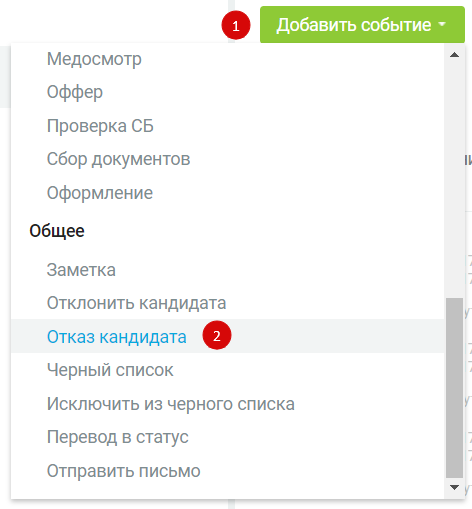 1 Добавить событие
Медосмотр
Оффер
Проверка СБ
Сбор документов
Оформление
Общее
Заметка
Отклонить кандидата
Отказ кандидата 2
Черный список
Исключить из черного списка
Перевод в статус
Отправить письмо